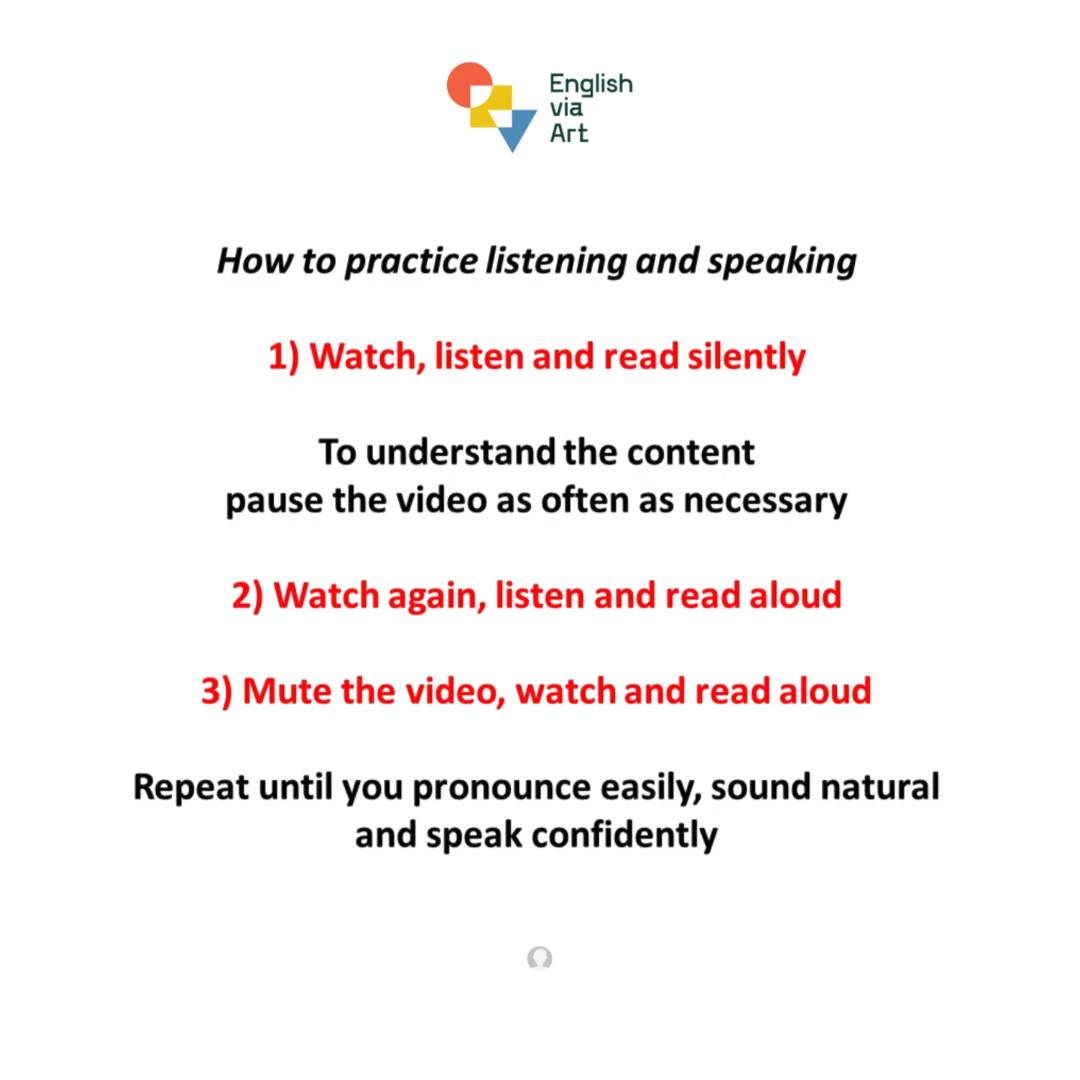 English
via
Art
How to practice listening and speaking
1) Watch, listen and read silently
To understand the content
pause the video as often as necessary
2) Watch again, listen and read aloud
3) Mute the video, watch and read aloud
Repeat until you pronounce easily, sound natural
and speak confidently